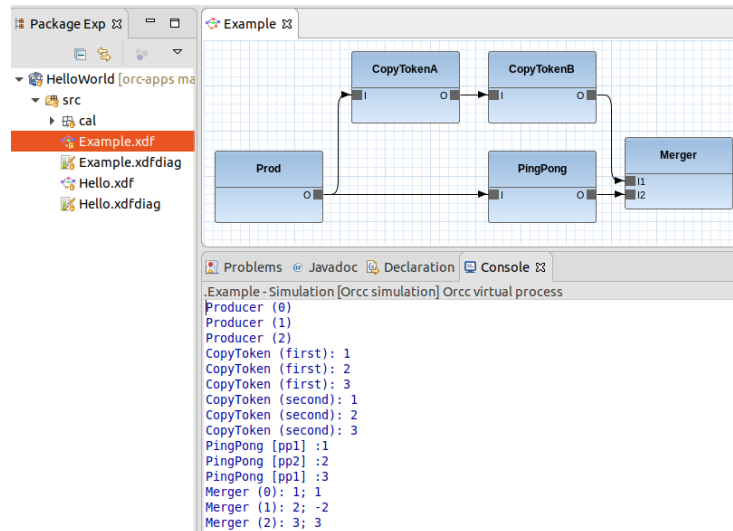 Package Exp
Example
HelloWorld [orc-apps ma
src
cal
Example.xdf
Example.xdfdiag
Hello.xdf
Hello.xdfdiag
CopyTokenA
I
O
CopyTokenB
I
O
Prod
O
PingPong
I
O
Merger
I1
I2
Problems @ Javadoc Declaration Console
.Example - Simulation [Orcc simulation] Orcc virtual process
Producer (0)
Producer (1)
Producer (2)
CopyToken (first): 1
CopyToken (first): 2
CopyToken (first): 3
CopyToken (second): 1
CopyToken (second): 2
CopyToken (second): 3
PingPong [pp1] :1
PingPong [pp2] :2
PingPong [pp1] :3
Merger (0): 1; 1
Merger (1): 2; -2
Merger (2): 3; 3